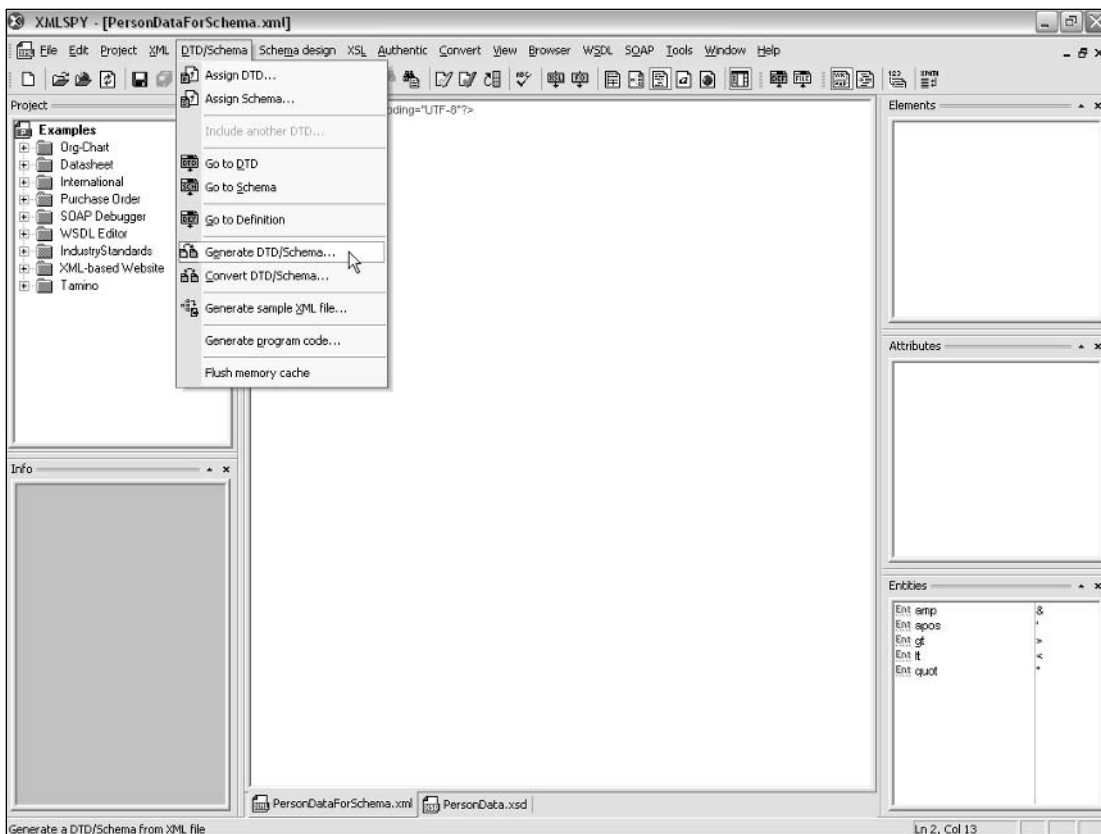 XMLSPY - [PersonDataForSchema.xml]
File Edit Project XML DTD/Schema Schema design XSL Authentic Convert View Browser WSDL SOAP Tools Window Help
Project
Examples
Org-Chart
Datasheet
International
Purchase Order
SOAP Debugger
WSDL Editor
IndustryStandards
XML-based Website
Tamino
Assign DTD...
Assign Schema...
Include another DTD...
Go to DTD
Go to Schema
Go to Definition
Generate DTD/Schema...
Convert DTD/Schema...
Generate sample XML file...
Generate program code...
Flush memory cache
oding="UTF-8"?>
Elements
Attributes
Info
Entities
Ent amp &
Ent apos '
Ent gt >
Ent lt <
Ent quot "
PersonDataForSchema.xml PersonData.xsd
Generate a DTD/Schema from XML file Ln 2, Col 13